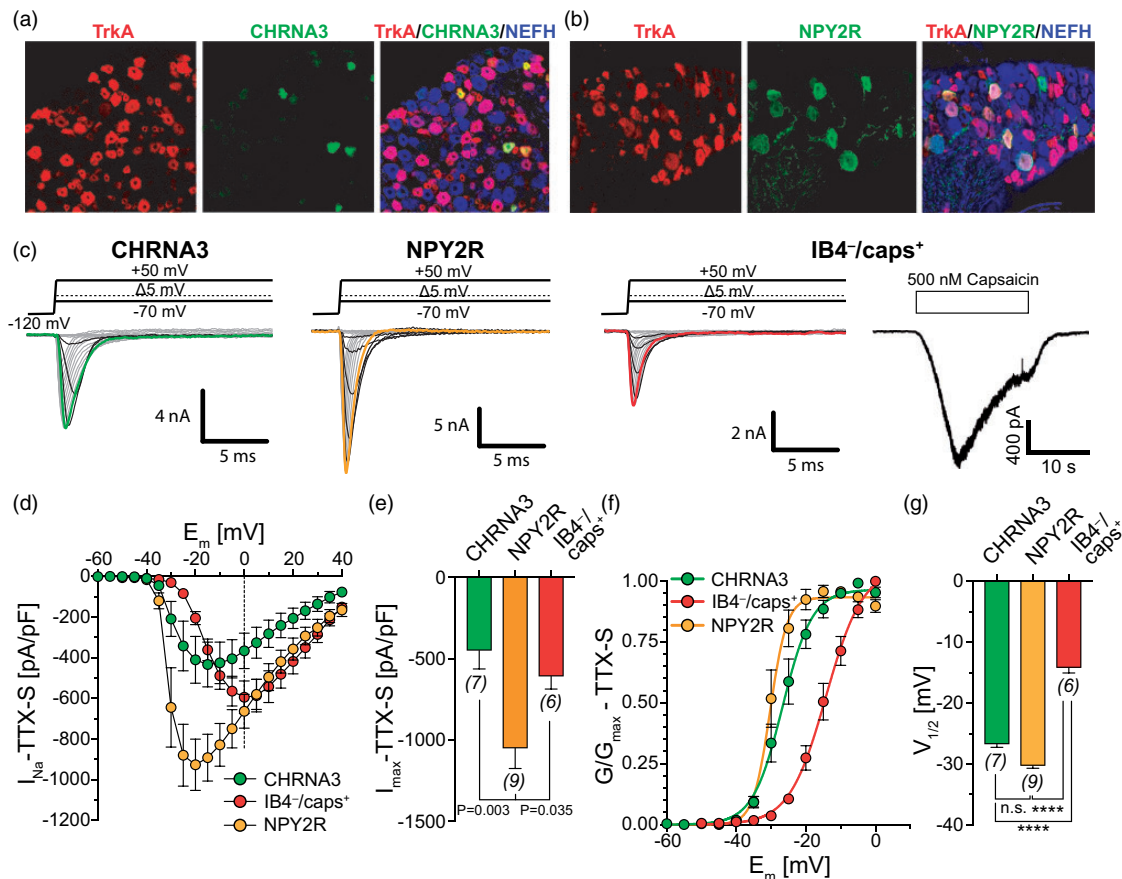 (a)
TrkA
CHRNA3
TrkA/CHRNA3/NEFH
(b)
TrkA
NPY2R
TrkA/NPY2R/NEFH
(c)
CHRNA3
+50 mV
Δ5 mV
-70 mV
-120 mV
4 nA
5 ms
NPY2R
+50 mV
Δ5 mV
-70 mV
5 nA
5 ms
IB4⁻/caps⁺
+50 mV
Δ5 mV
-70 mV
2 nA
5 ms
500 nM Capsaicin
400 pA
10 s
(d)
Eₘ [mV]
-60 -40 -20 0 20 40
0
-200
-400
-600
-800
-1000
-1200
I_Na-TTX-S [pA/pF]
CHRNA3
IB4⁻/caps⁺
NPY2R
(e)
CHRNA3
NPY2R
IB4⁻/
caps⁺
0
-500
-1000
-1500
I_max-TTX-S [pA/pF]
(7)
(9)
(6)
P=0.003
P=0.035
(f)
CHRNA3
IB4⁻/caps⁺
NPY2R
1.00
0.75
0.50
0.25
0.00
G/G_max - TTX-S
-60 -40 -20 0
Eₘ [mV]
(g)
CHRNA3
NPY2R
IB4⁻/
caps⁺
0
-10
-20
-30
-40
V_1/2 [mV]
(7)
(9)
(6)
n.s.
****
****